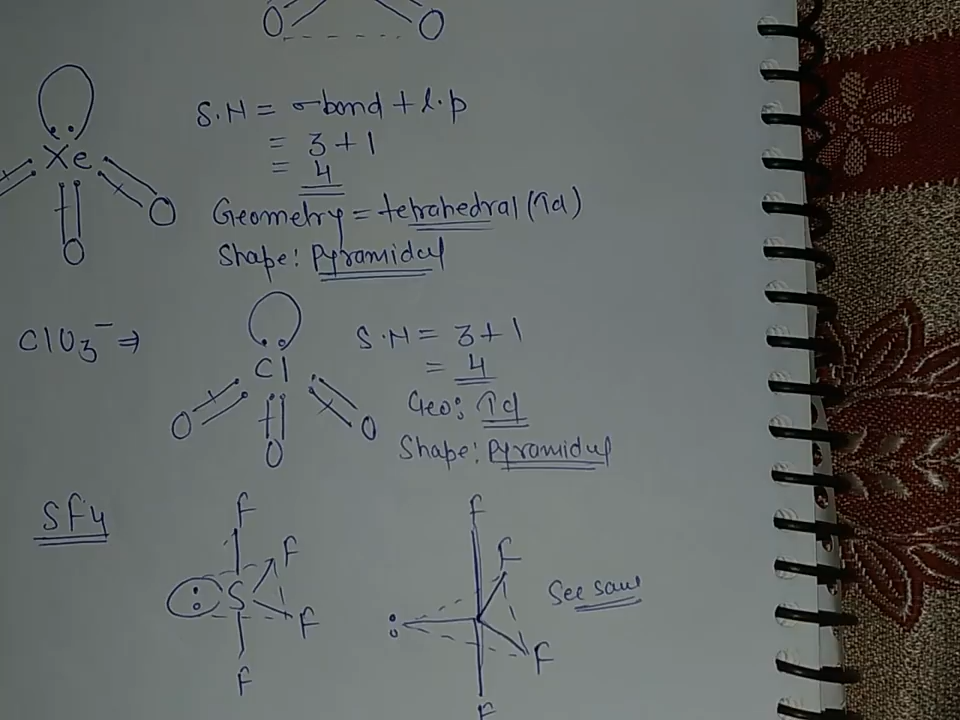 O O
Xe
O
O
S.N = σ-bond + l.p
= 3+1
= 4
Geometry = tetrahedral (Td)
Shape: Pyramidal
ClO3^- ⇒
Cl
O O O
S.N = 3+1
= 4
Geo: Td
Shape: Pyramidal
SF4
F
F
: S
F
F
F
F
:
F
F
See saw